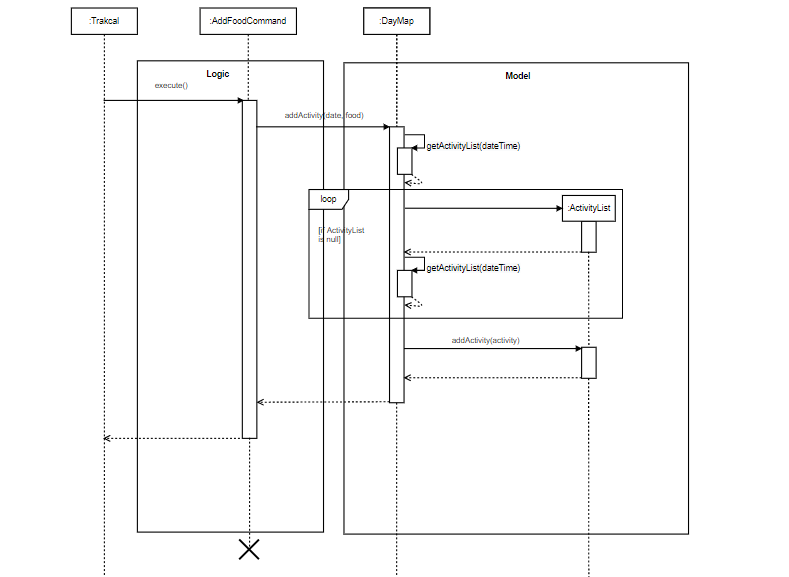 :Trakcal
:AddFoodCommand
:DayMap
Logic
Model
execute()
addActivity(date, food)
getActivityList(dateTime)
loop
:ActivityList
[if ActivityList
is null]
getActivityList(dateTime)
addActivity(activity)